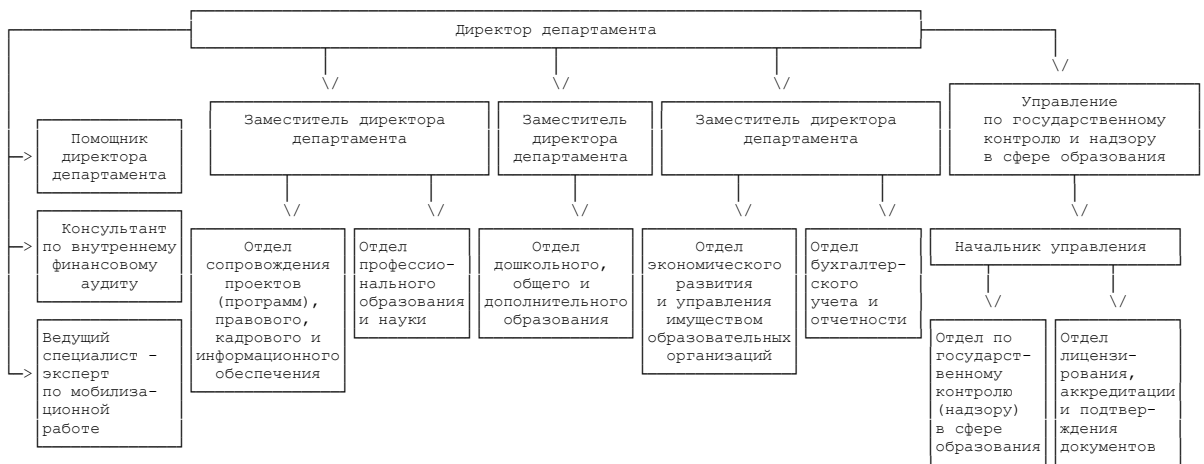 Директор департамента
Заместитель директора
департамента
Заместитель
директора
департамента
Заместитель директора
департамента
Управление
по государственному
контролю и надзору
в сфере образования
Помощник
директора
департамента
Консультант
по внутреннему
финансовому
аудиту
Ведущий
специалист -
эксперт
по мобилиза-
ционной
работе
Отдел
сопровождения
проектов
(программ),
правового,
кадрового и
информационного
обеспечения
Отдел
профессио-
нального
образования
и науки
Отдел
дошкольного,
общего и
дополнительного
образования
Отдел
экономического
развития
и управления
имуществом
образовательных
организаций
Отдел
бухгалтер-
ского
учета и
отчетности
Начальник управления
Отдел по
государст-
венному
контролю
(надзору)
в сфере
образования
Отдел
лицензи-
рования,
аккредитации
и подтвер-
ждения
документов